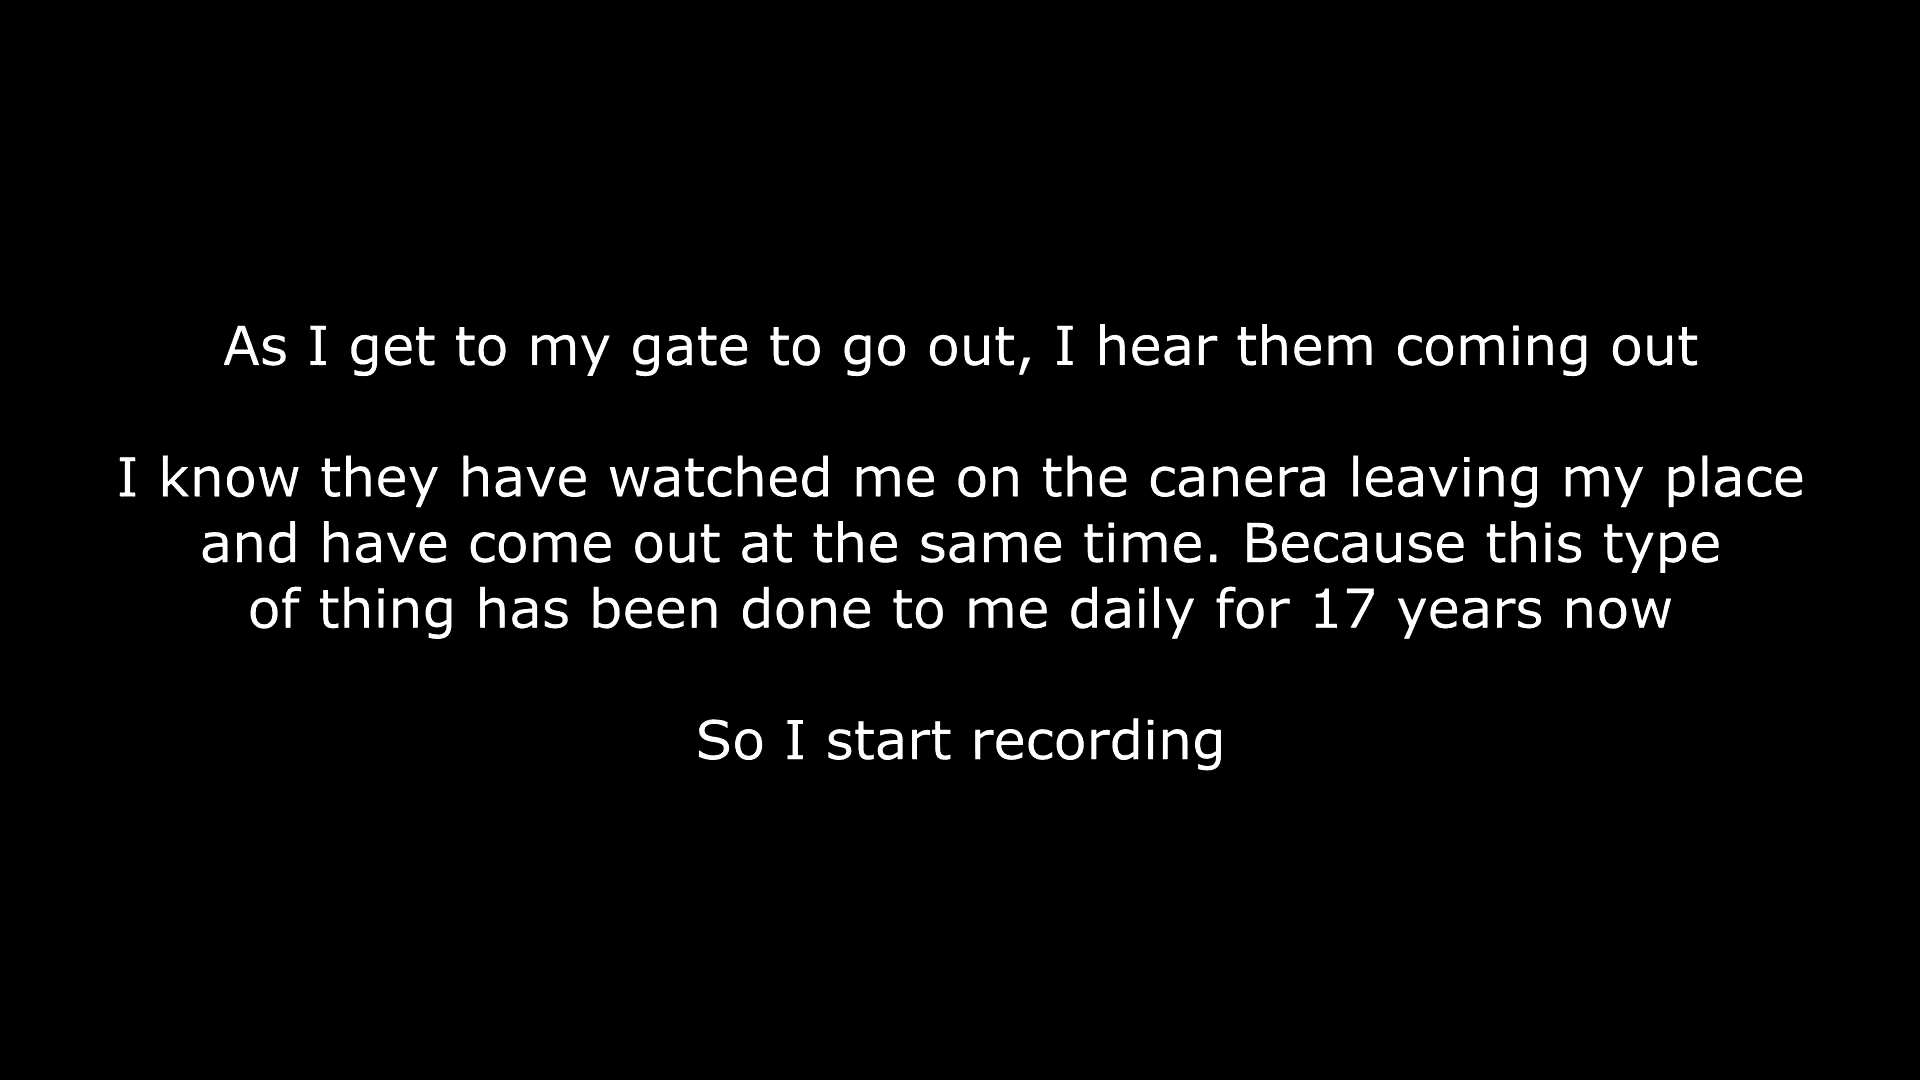 As I get to my gate to go out, I hear them coming out
I know they have watched me on the canera leaving my place
and have come out at the same time. Because this type
of thing has been done to me daily for 17 years now
So I start recording